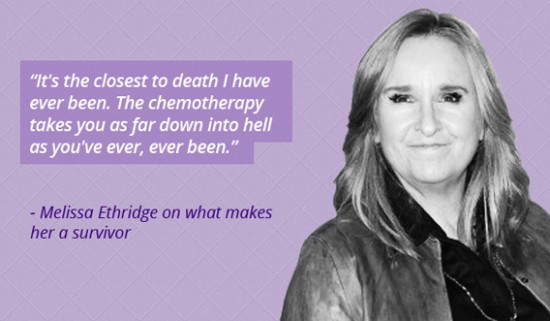 “It's the closest to death I have
ever been. The chemotherapy
takes you as far down into hell
as you've ever, ever been.”
- Melissa Ethridge on what makes
her a survivor